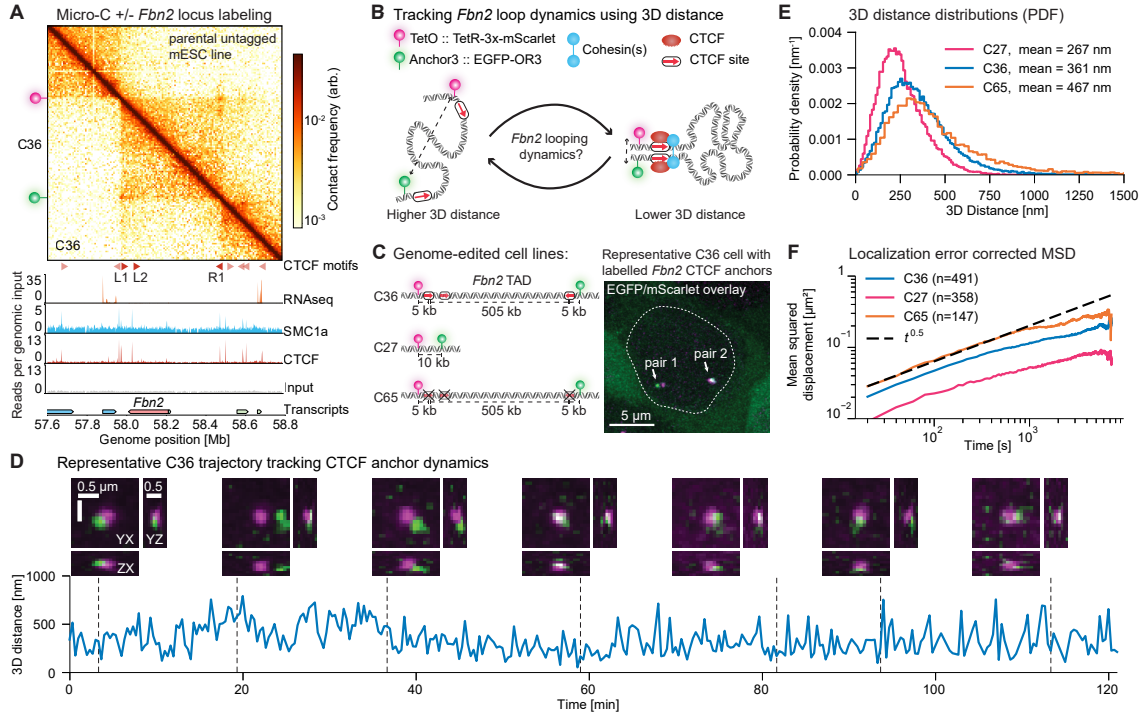 A
Micro-C +/- Fbn2 locus labeling
parental untagged
mESC line
C36
C36
Contact frequency (arb.)
10-2
10-3
CTCF motifs
L1 L2 R1
Reads per genomic input
35
0
RNAseq
5
0
SMC1a
13
0
CTCF
13
0
Input
Fbn2
Transcripts
57.6 57.8 58.0 58.2 58.4 58.6 58.8
Genome position [Mb]
B Tracking Fbn2 loop dynamics using 3D distance
TetO :: TetR-3x-mScarlet
Anchor3 :: EGFP-OR3
Cohesin(s)
CTCF
CTCF site
Fbn2 looping
dynamics?
Higher 3D distance
Lower 3D distance
C Genome-edited cell lines:
Fbn2 TAD
C36
5 kb 505 kb 5 kb
C27
10 kb
C65
5 kb 505 kb 5 kb
Representative C36 cell with
labelled Fbn2 CTCF anchors
EGFP/mScarlet overlay
pair 1
pair 2
5 µm
D Representative C36 trajectory tracking CTCF anchor dynamics
0.5 µm
0.5
YX
YZ
ZX
3D distance [nm]
1000
500
0
0 20 40 60 80 100 120
Time [min]
E 3D distance distributions (PDF)
Probability density [nm-1]
0.004
0.003
0.002
0.001
0.000
C27, mean = 267 nm
C36, mean = 361 nm
C65, mean = 467 nm
0 250 500 750 1000 1250 1500
3D Distance [nm]
F Localization error corrected MSD
Mean squared
displacement [µm²]
1
10-1
10-2
C36 (n=491)
C27 (n=358)
C65 (n=147)
t0.5
102 103
Time [s]